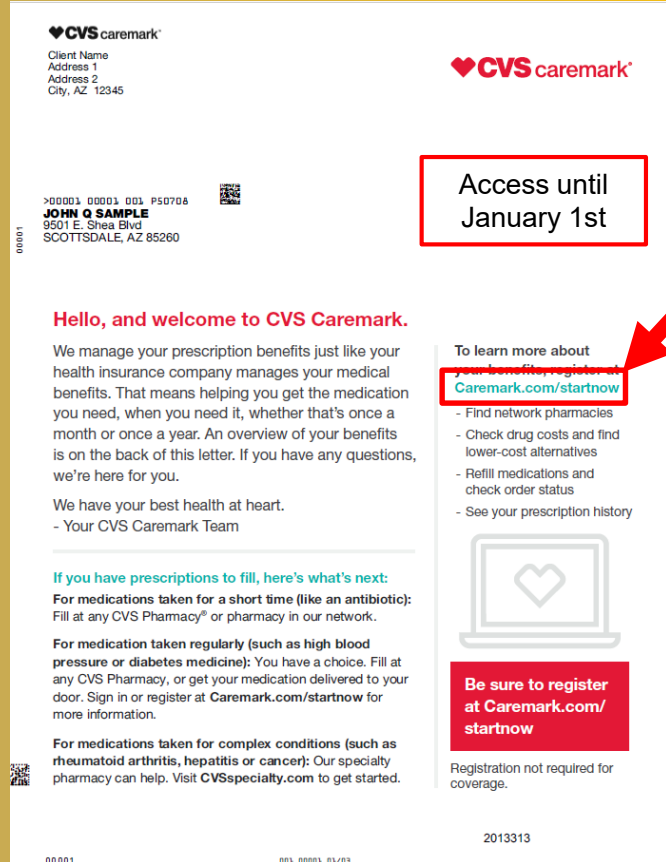 CVS caremark®
Client Name
Address 1
Address 2
City, AZ 12345
CVS caremark®
>00001 00001 001 P50708
JOHN Q SAMPLE
9501 E. Shea Blvd
SCOTTSDALE, AZ 85260
00001
Access until
January 1st
Hello, and welcome to CVS Caremark.
We manage your prescription benefits just like your
health insurance company manages your medical
benefits. That means helping you get the medication
you need, when you need it, whether that’s once a
month or once a year. An overview of your benefits
is on the back of this letter. If you have any questions,
we’re here for you.
We have your best health at heart.
- Your CVS Caremark Team
If you have prescriptions to fill, here’s what’s next:
For medications taken for a short time (like an antibiotic):
Fill at any CVS Pharmacy® or pharmacy in our network.
For medication taken regularly (such as high blood
pressure or diabetes medicine): You have a choice. Fill at
any CVS Pharmacy, or get your medication delivered to your
door. Sign in or register at Caremark.com/startnow for
more information.
For medications taken for complex conditions (such as
rheumatoid arthritis, hepatitis or cancer): Our specialty
pharmacy can help. Visit CVSspecialty.com to get started.
To learn more about
your benefits, register at
Caremark.com/startnow
- Find network pharmacies
- Check drug costs and find
lower-cost alternatives
- Refill medications and
check order status
- See your prescription history
Be sure to register
at Caremark.com/
startnow
Registration not required for
coverage.
2013313
00001
001 00001 01/03